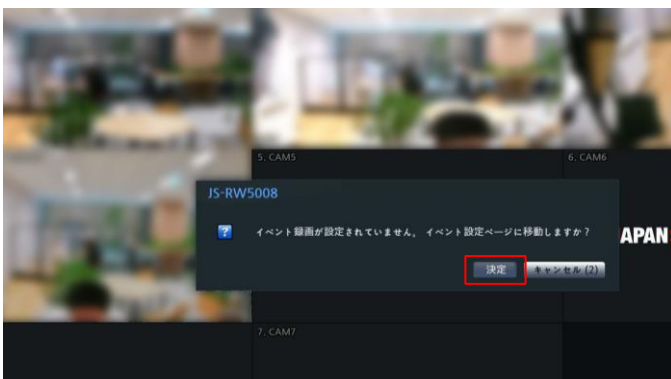 5. CAM5
6. CAM6
JS-RW5008
イベント録画が設定されていません。 イベント設定ページに移動しますか？
APAN
決定
キャンセル (2)
7. CAM7